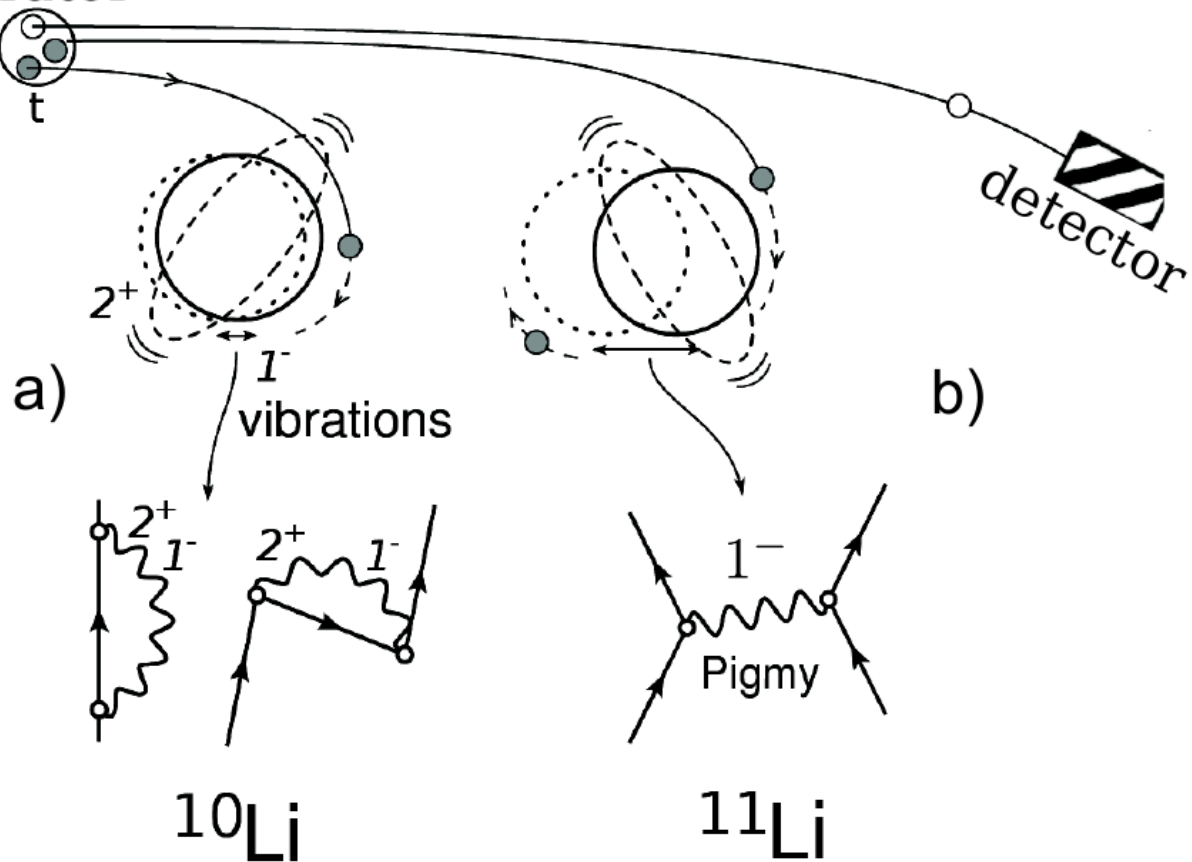 t
detector
2⁺
1⁻
a)
b)
vibrations
2⁺
1⁻
2⁺
1⁻
1⁻
Pigmy
¹⁰Li
¹¹Li